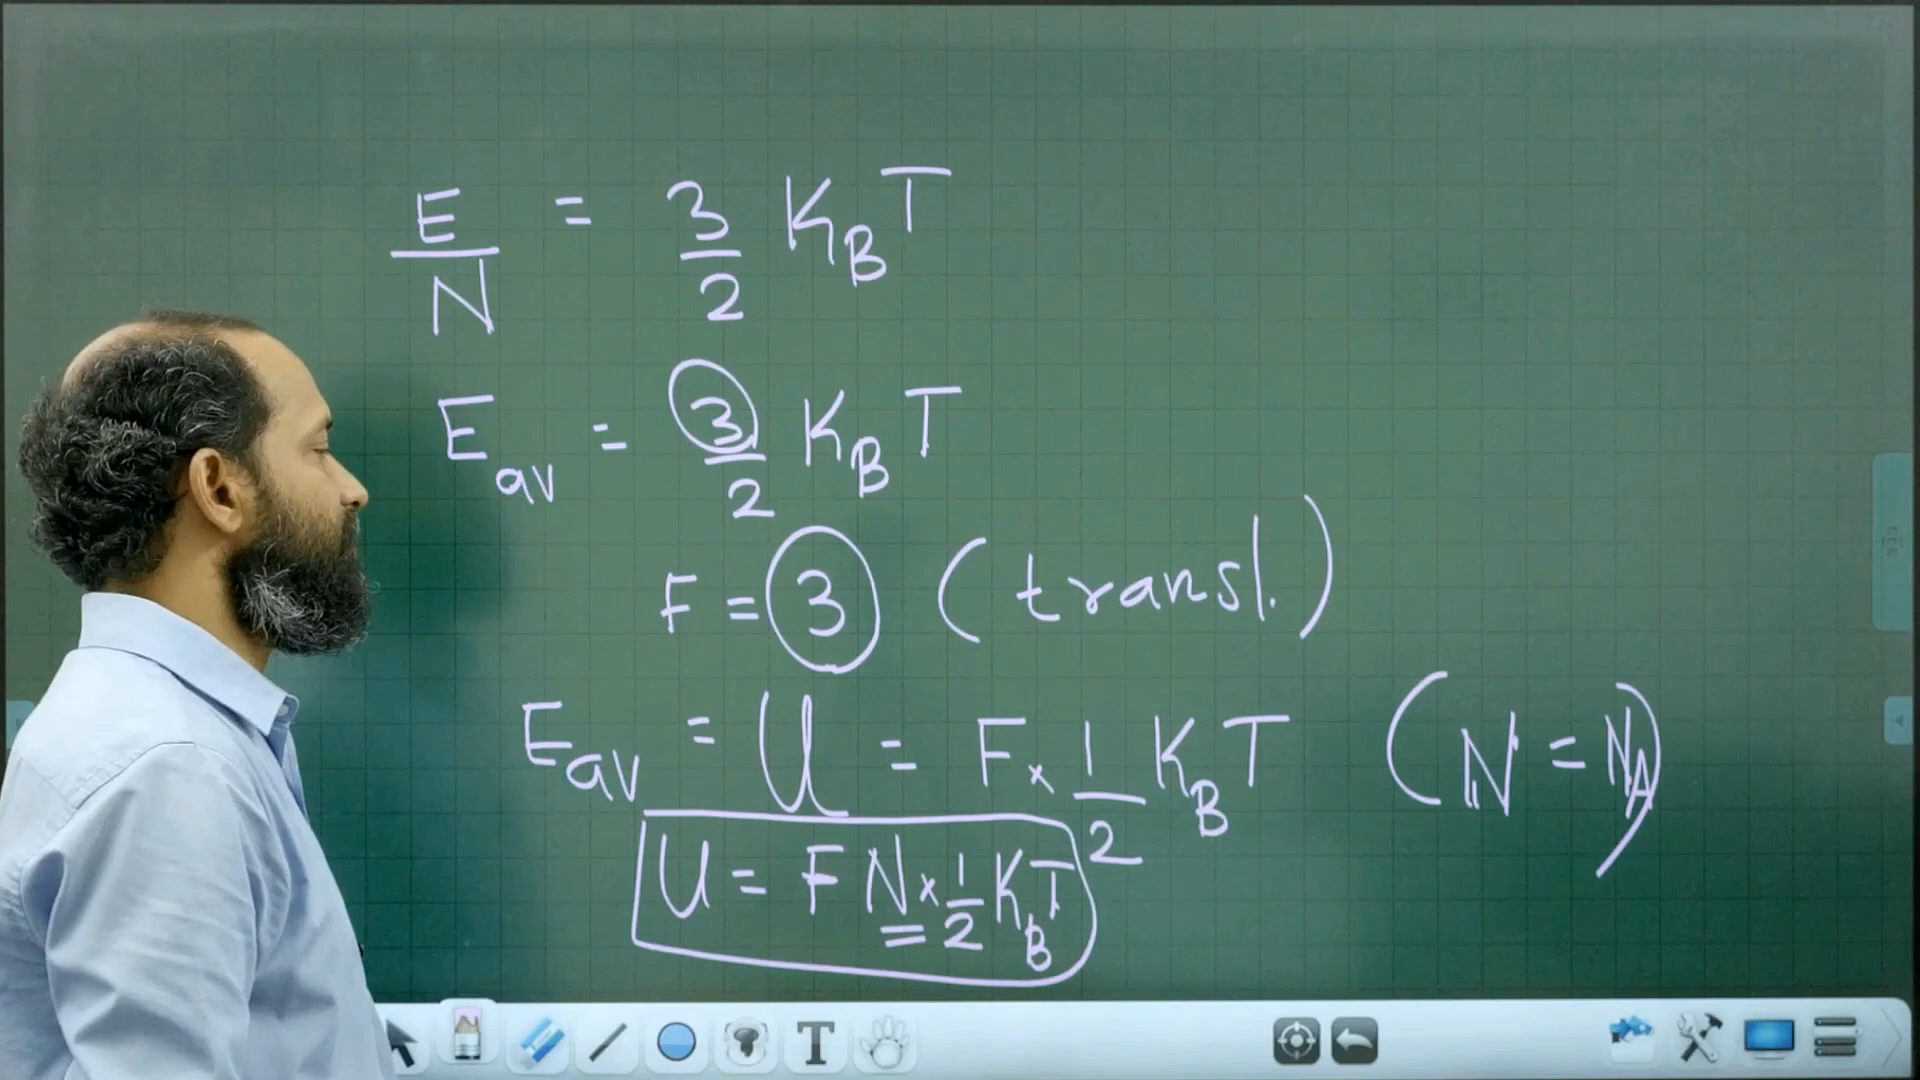 E/N = 3/2 K_B T
E_av = 3/2 K_B T
F = 3 (transl.)
E_av = U = F × 1/2 K_B T (N = N_A)
U = F N × 1/2 K_B T
T